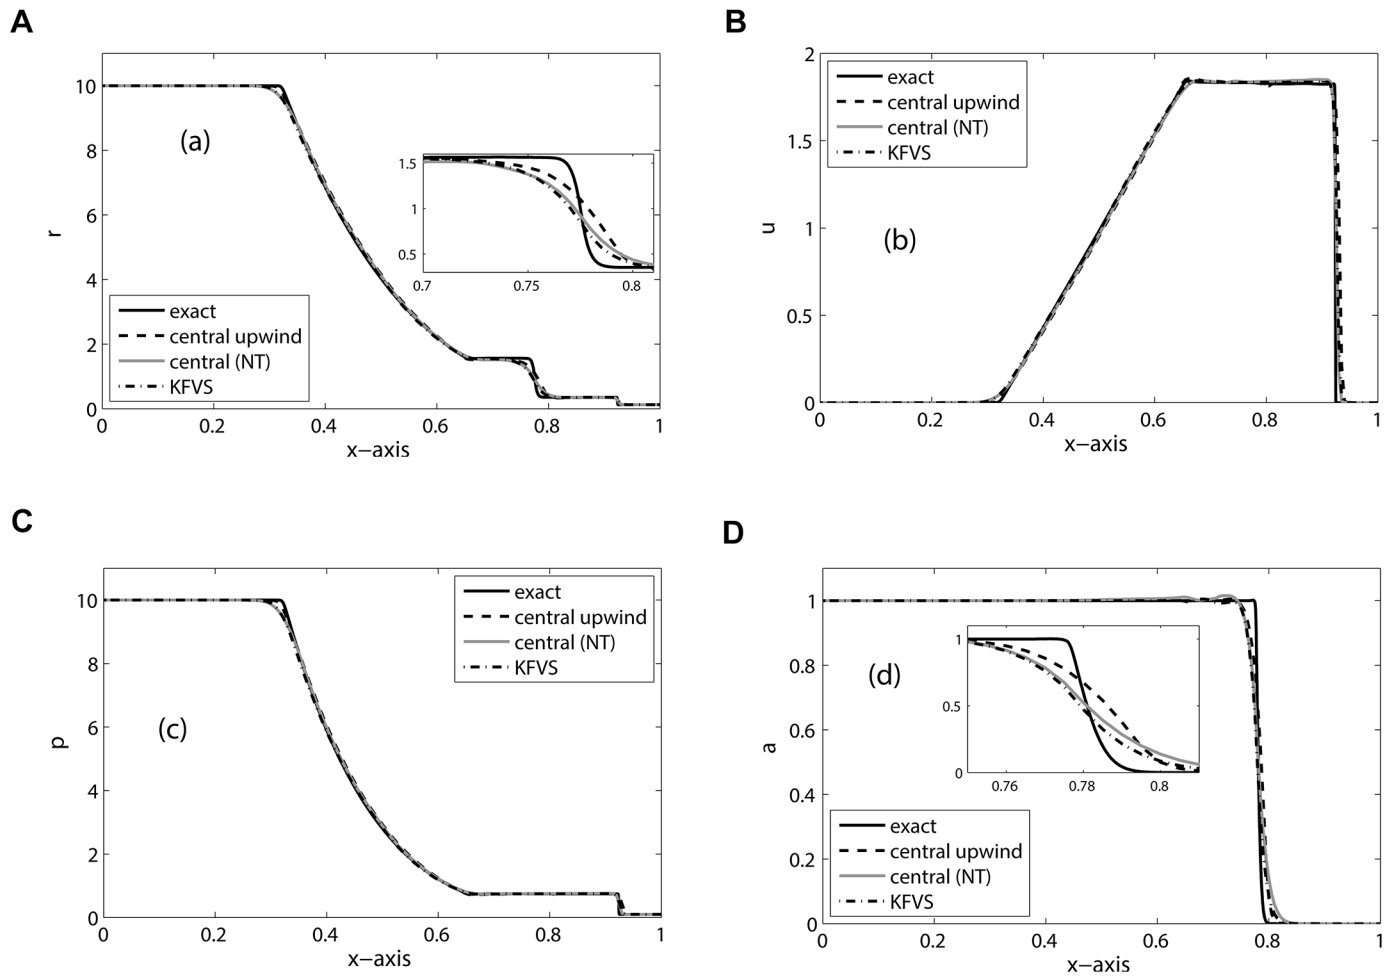 A
10
8
6
4
2
0
r
(a)
1.5
1
0.5
0.7
0.75
0.8
exact
central upwind
central (NT)
KFVS
0
0.2
0.4
0.6
0.8
1
x−axis
B
2
1.5
1
0.5
0
u
exact
central upwind
central (NT)
KFVS
(b)
0
0.2
0.4
0.6
0.8
1
x−axis
C
10
8
6
4
2
0
p
exact
central upwind
central (NT)
KFVS
(c)
0
0.2
0.4
0.6
0.8
1
x−axis
D
1
0.8
0.6
0.4
0.2
0
a
(d)
1
0.5
0
0.76
0.78
0.8
exact
central upwind
central (NT)
KFVS
0
0.2
0.4
0.6
0.8
1
x−axis